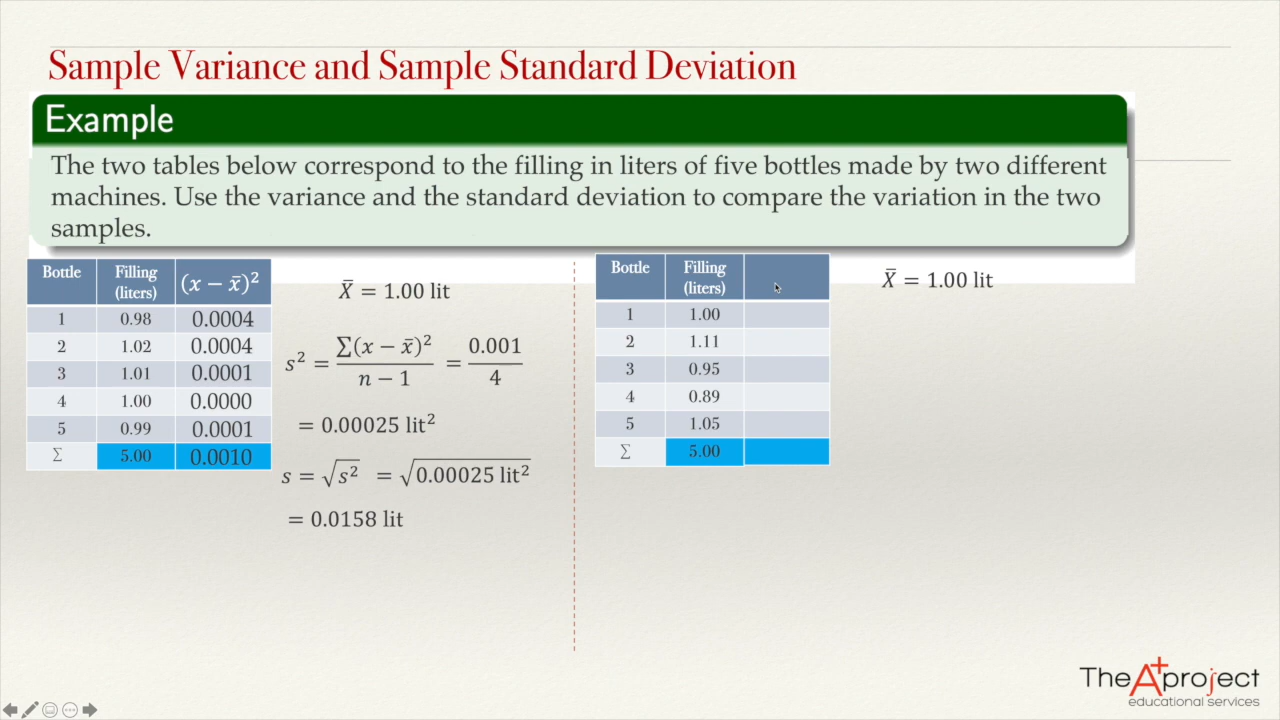 Sample Variance and Sample Standard Deviation
Example
The two tables below correspond to the filling in liters of five bottles made by two different
machines. Use the variance and the standard deviation to compare the variation in the two
samples.
Bottle Filling (liters) (x − x̄)²
1 0.98 0.0004
2 1.02 0.0004
3 1.01 0.0001
4 1.00 0.0000
5 0.99 0.0001
Σ 5.00 0.0010
X̄ = 1.00 lit
s² = ∑(x − x̄)² / n − 1 = 0.001 / 4
= 0.00025 lit²
s = √s² = √0.00025 lit²
= 0.0158 lit
Bottle Filling (liters)
1 1.00
2 1.11
3 0.95
4 0.89
5 1.05
Σ 5.00
X̄ = 1.00 lit
The A+ project
educational services